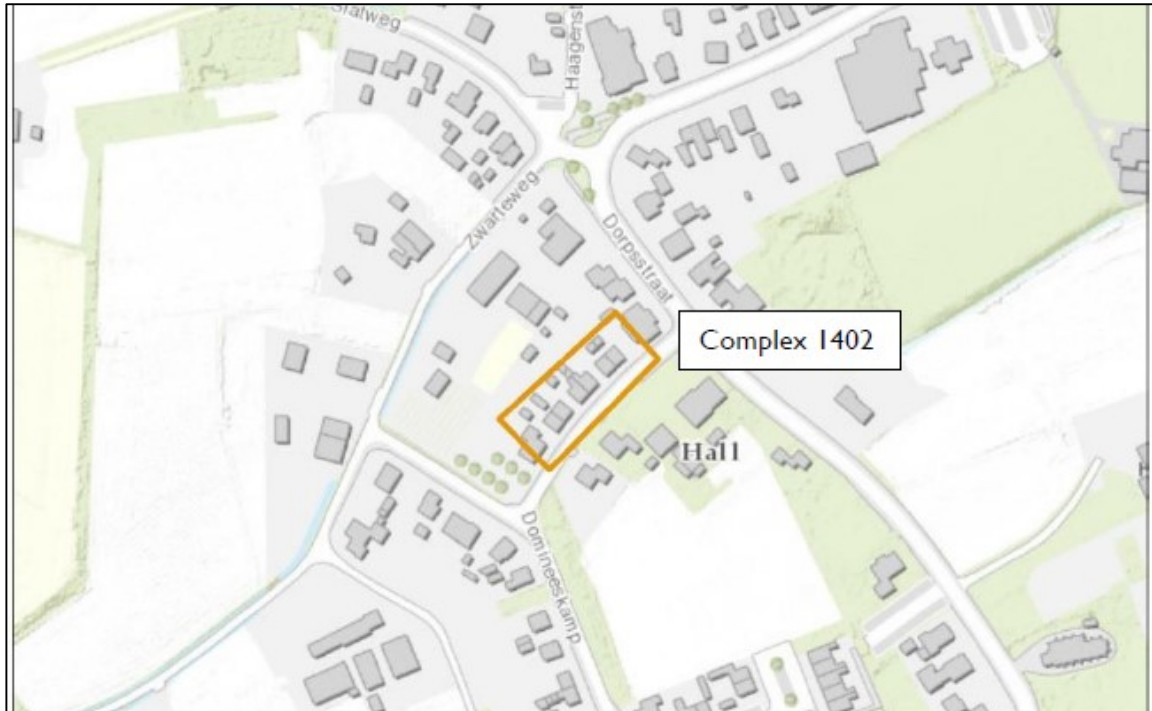 Haagenst
Zwarteweg
Dorpsstraat
Complex 1402
Hall
Domineeskamp